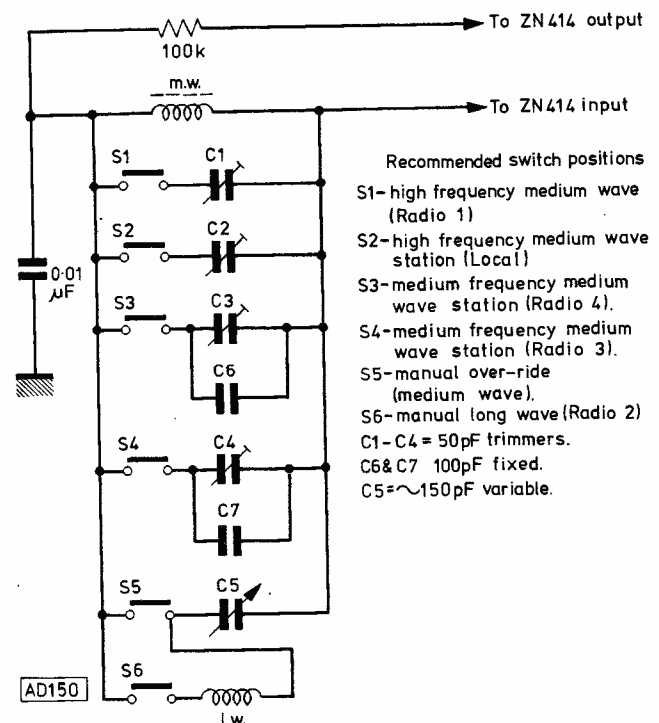 To ZN414 output
100k
m.w.
To ZN414 input
S1
C1
S2
C2
0·01
µF
S3
C3
C6
S4
C4
C7
S5
C5
S6
l.w.
AD150
Recommended switch positions
S1-high frequency medium wave
(Radio 1)
S2-high frequency medium wave
station (Local)
S3-medium frequency medium
wave station (Radio 4).
S4-medium frequency medium
wave station (Radio 3).
S5-manual over-ride
(medium wave).
S6-manual long wave (Radio 2)
C1-C4 = 50pF trimmers.
C6& C7 100pF fixed.
C5=~150pF variable.